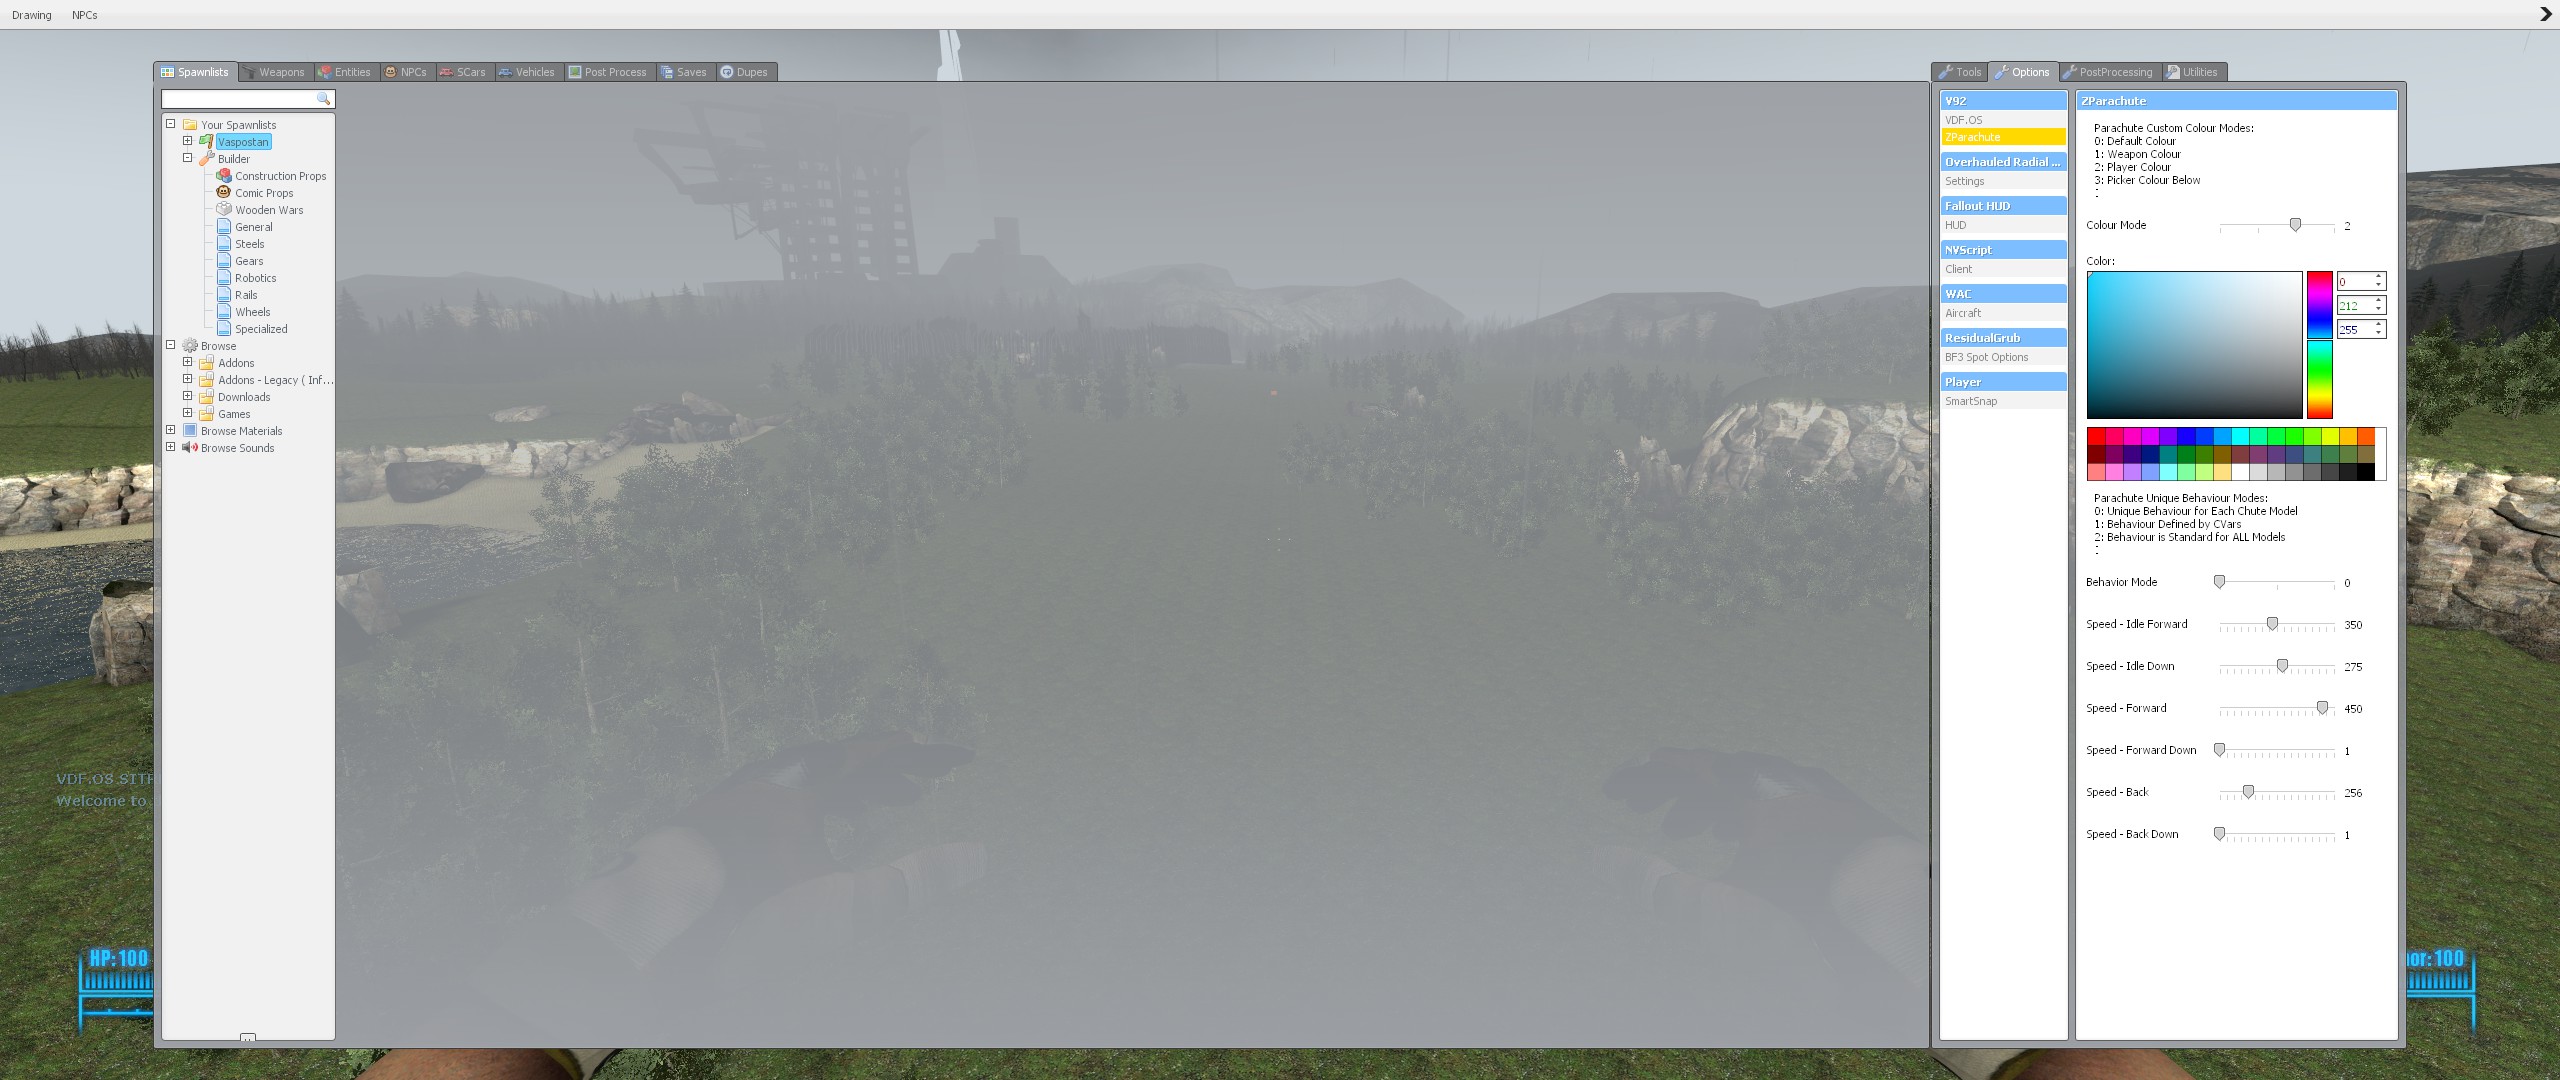 Drawing NPCs
Spawnlists Weapons Entities NPCs SCars Vehicles Post Process Saves Dupes
Your Spawnlists
Vaspostan
Builder
Construction Props
Comic Props
Wooden Wars
General
Steels
Gears
Robotics
Rails
Wheels
Specialized
Browse
Addons
Addons - Legacy ( Inf...
Downloads
Games
Browse Materials
Browse Sounds
VDF.OS
Welcome to
HP: 100
Tools Options PostProcessing Utilities
V92
VDF.OS
ZParachute
Overhauled Radial ...
Settings
Fallout HUD
HUD
NVScript
Client
WAC
Aircraft
ResidualGrub
BF3 Spot Options
Player
SmartSnap
ZParachute
Parachute Custom Colour Modes:
0: Default Colour
1: Weapon Colour
2: Player Colour
3: Picker Colour Below
:
Colour Mode 2
Color:
0
212
255
Parachute Unique Behaviour Modes:
0: Unique Behaviour for Each Chute Model
1: Behaviour Defined by CVars
2: Behaviour is Standard for ALL Models
:
Behavior Mode 0
Speed - Idle Forward 350
Speed - Idle Down 275
Speed - Forward 450
Speed - Forward Down 1
Speed - Back 256
Speed - Back Down 1
: 100